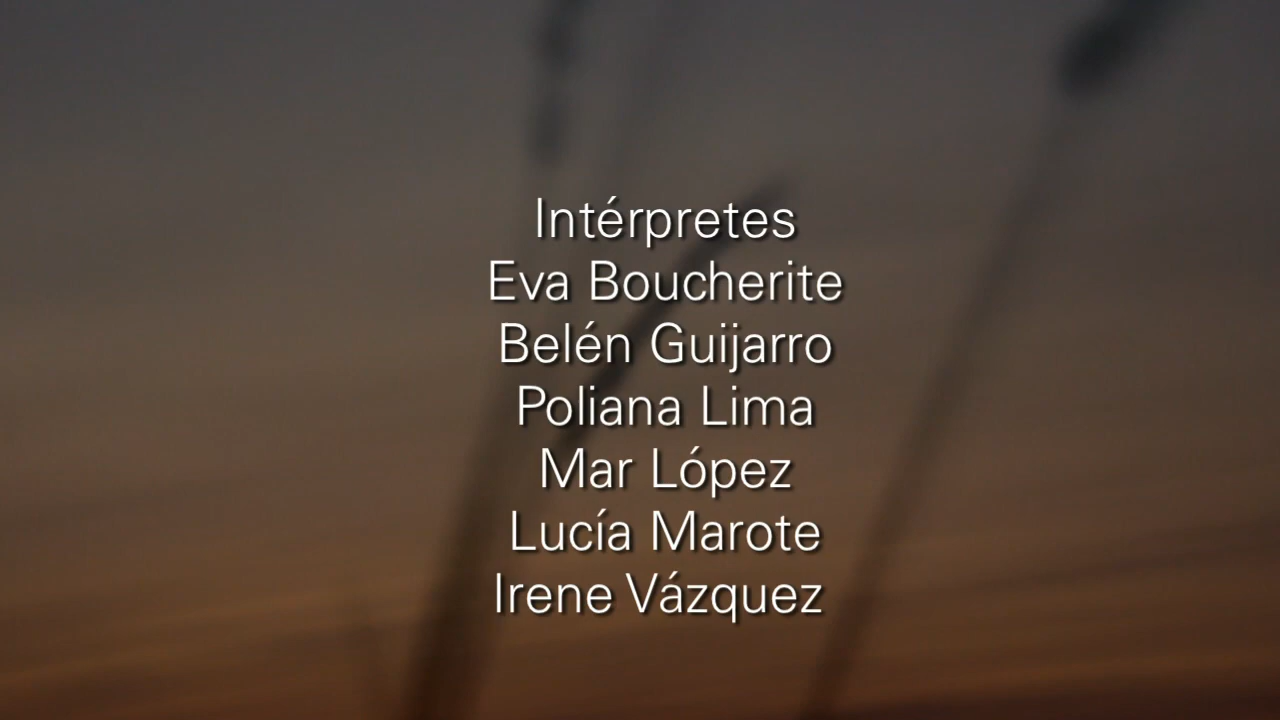 Intérpretes
Eva Boucherite
Belén Guijarro
Poliana Lima
Mar López
Lucía Marote
Irene Vázquez